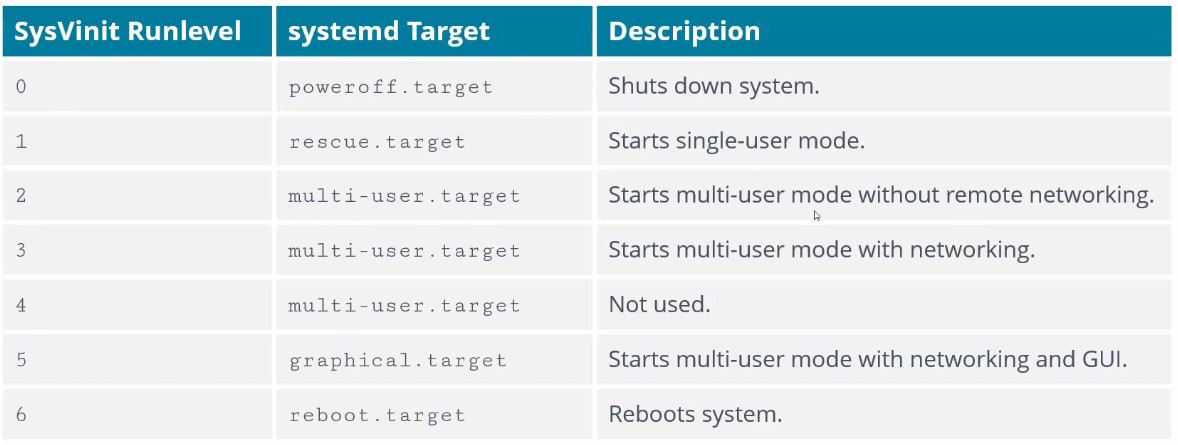 SysVinit Runlevel systemd Target Description
0 poweroff.target Shuts down system.
1 rescue.target Starts single-user mode.
2 multi-user.target Starts multi-user mode without remote networking.
3 multi-user.target Starts multi-user mode with networking.
4 multi-user.target Not used.
5 graphical.target Starts multi-user mode with networking and GUI.
6 reboot.target Reboots system.